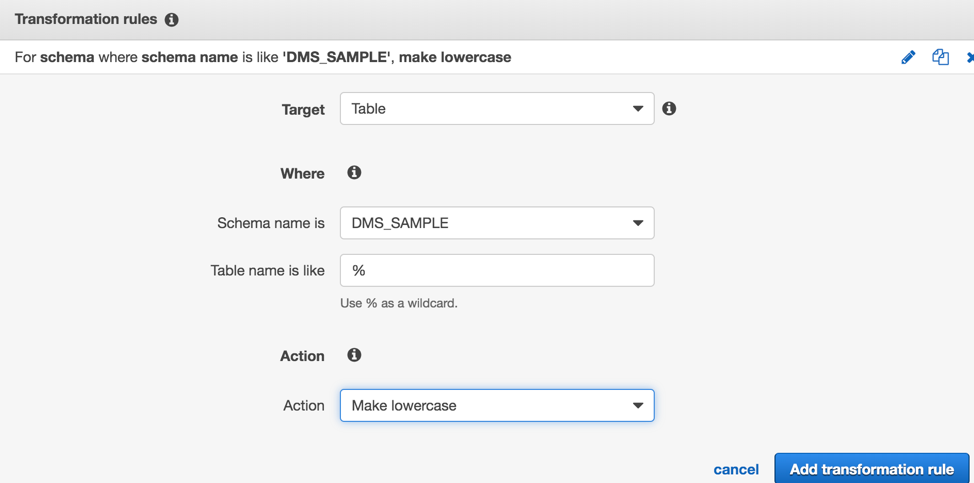 Transformation rules
For schema where schema name is like 'DMS_SAMPLE', make lowercase
Target Table
Where
Schema name is DMS_SAMPLE
Table name is like %
Use % as a wildcard.
Action
Action Make lowercase
cancel Add transformation rule